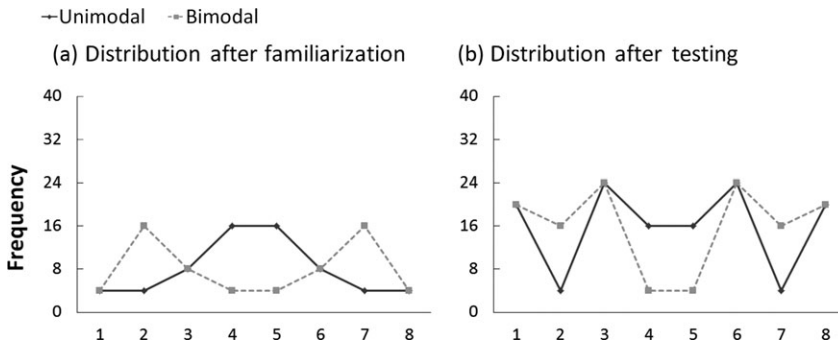 Unimodal Bimodal
(a) Distribution after familiarization
(b) Distribution after testing
Frequency
40
32
24
16
8
0
1 2 3 4 5 6 7 8
40
32
24
16
8
0
1 2 3 4 5 6 7 8